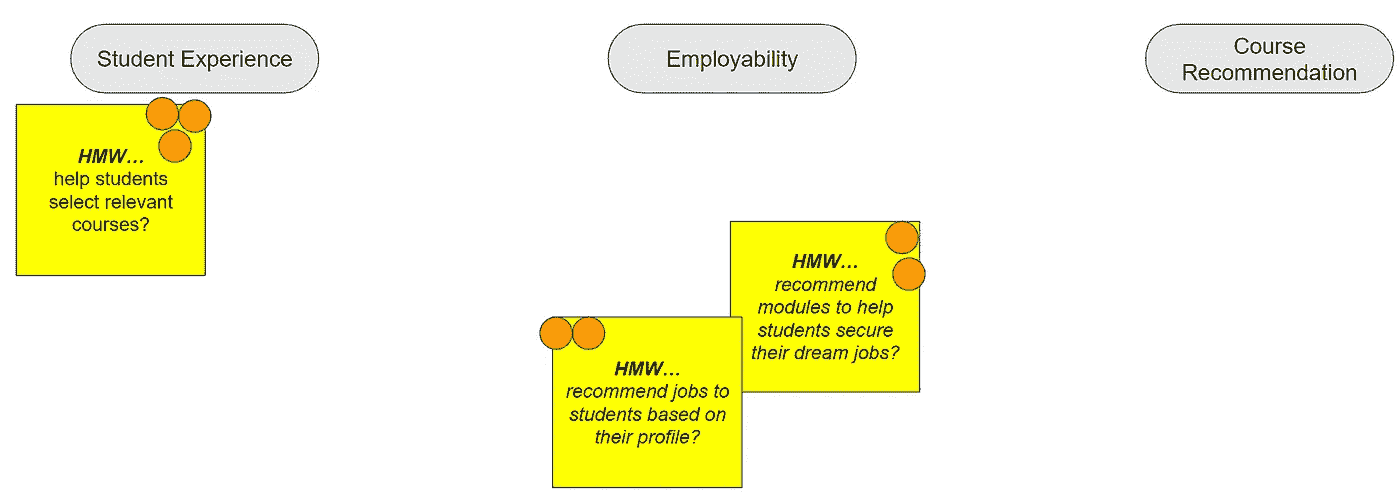 Student Experience
Employability
Course
Recommendation
HMW…
help students
select relevant
courses?
HMW…
recommend
modules to help
students secure
their dream jobs?
HMW…
recommend jobs to
students based on
their profile?